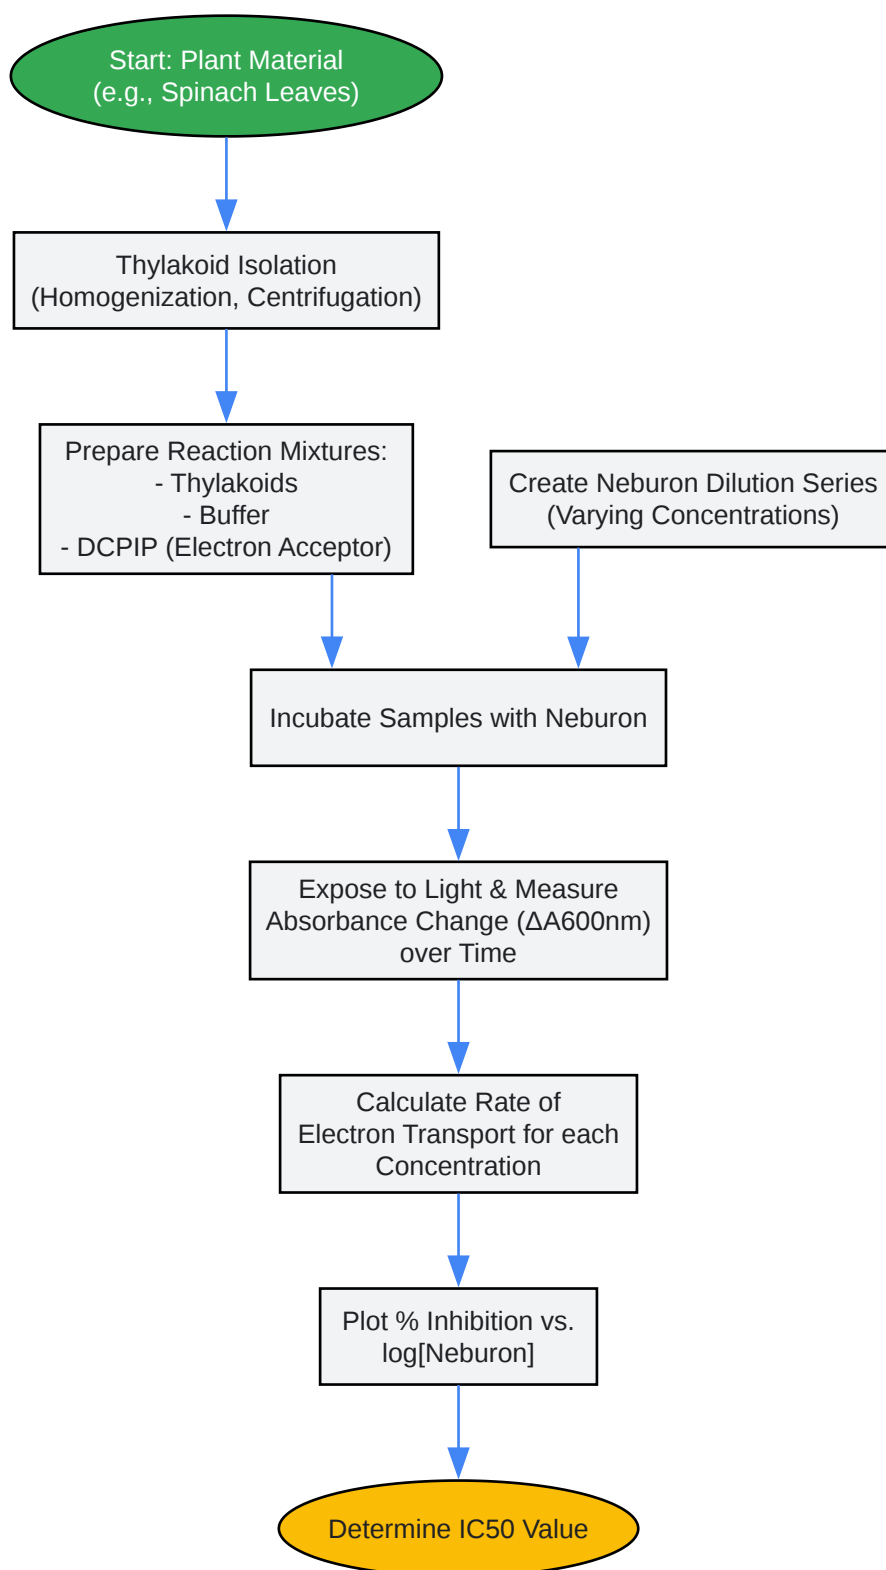 Start: Plant Material
(e.g., Spinach Leaves)
Thylakoid Isolation
(Homogenization, Centrifugation)
Prepare Reaction Mixtures:
- Thylakoids
- Buffer
- DCPIP (Electron Acceptor)
Create Neburon Dilution Series
(Varying Concentrations)
Incubate Samples with Neburon
Expose to Light & Measure
Absorbance Change (ΔA600nm)
over Time
Calculate Rate of
Electron Transport for each
Concentration
Plot % Inhibition vs.
log[Neburon]
Determine IC50 Value